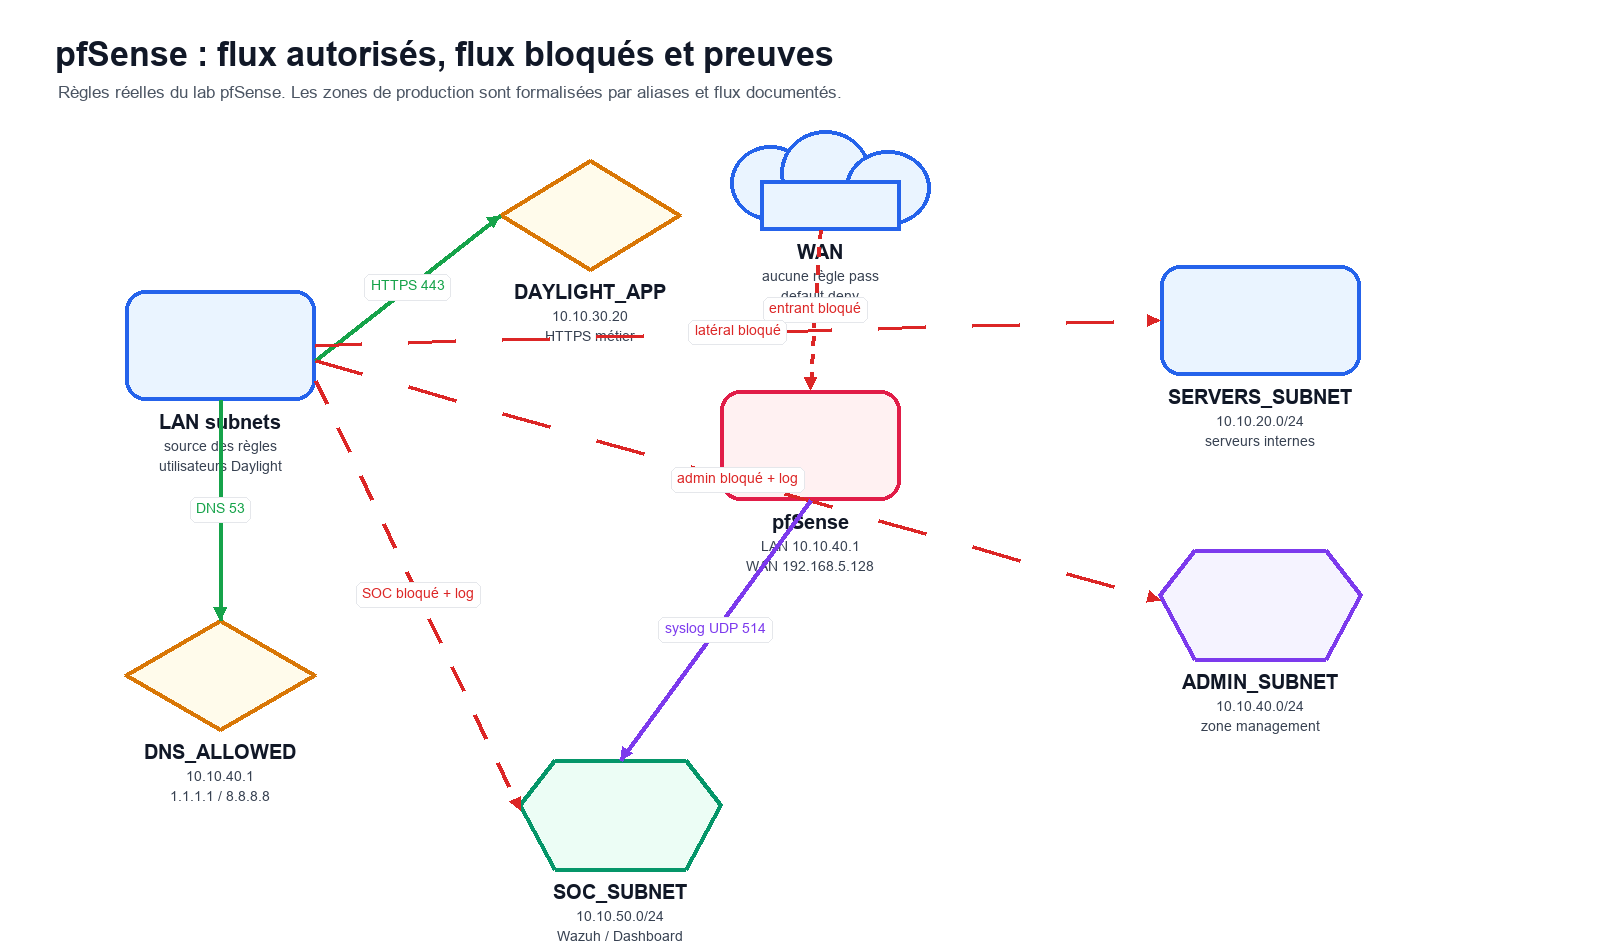 pfSense : flux autorisés, flux bloqués et preuves
Règles réelles du lab pfSense. Les zones de production sont formalisées par aliases et flux documentés.
WAN
aucune règle pass
default deny
entrant bloqué
HTTPS 443
DAYLIGHT_APP
10.10.30.20
HTTPS métier
latéral bloqué
SERVERS_SUBNET
10.10.20.0/24
serveurs internes
LAN subnets
source des règles
utilisateurs Daylight
DNS 53
admin bloqué + log
pfSense
LAN 10.10.40.1
WAN 192.168.5.128
SOC bloqué + log
syslog UDP 514
ADMIN_SUBNET
10.10.40.0/24
zone management
DNS_ALLOWED
10.10.40.1
1.1.1.1 / 8.8.8.8
SOC_SUBNET
10.10.50.0/24
Wazuh / Dashboard